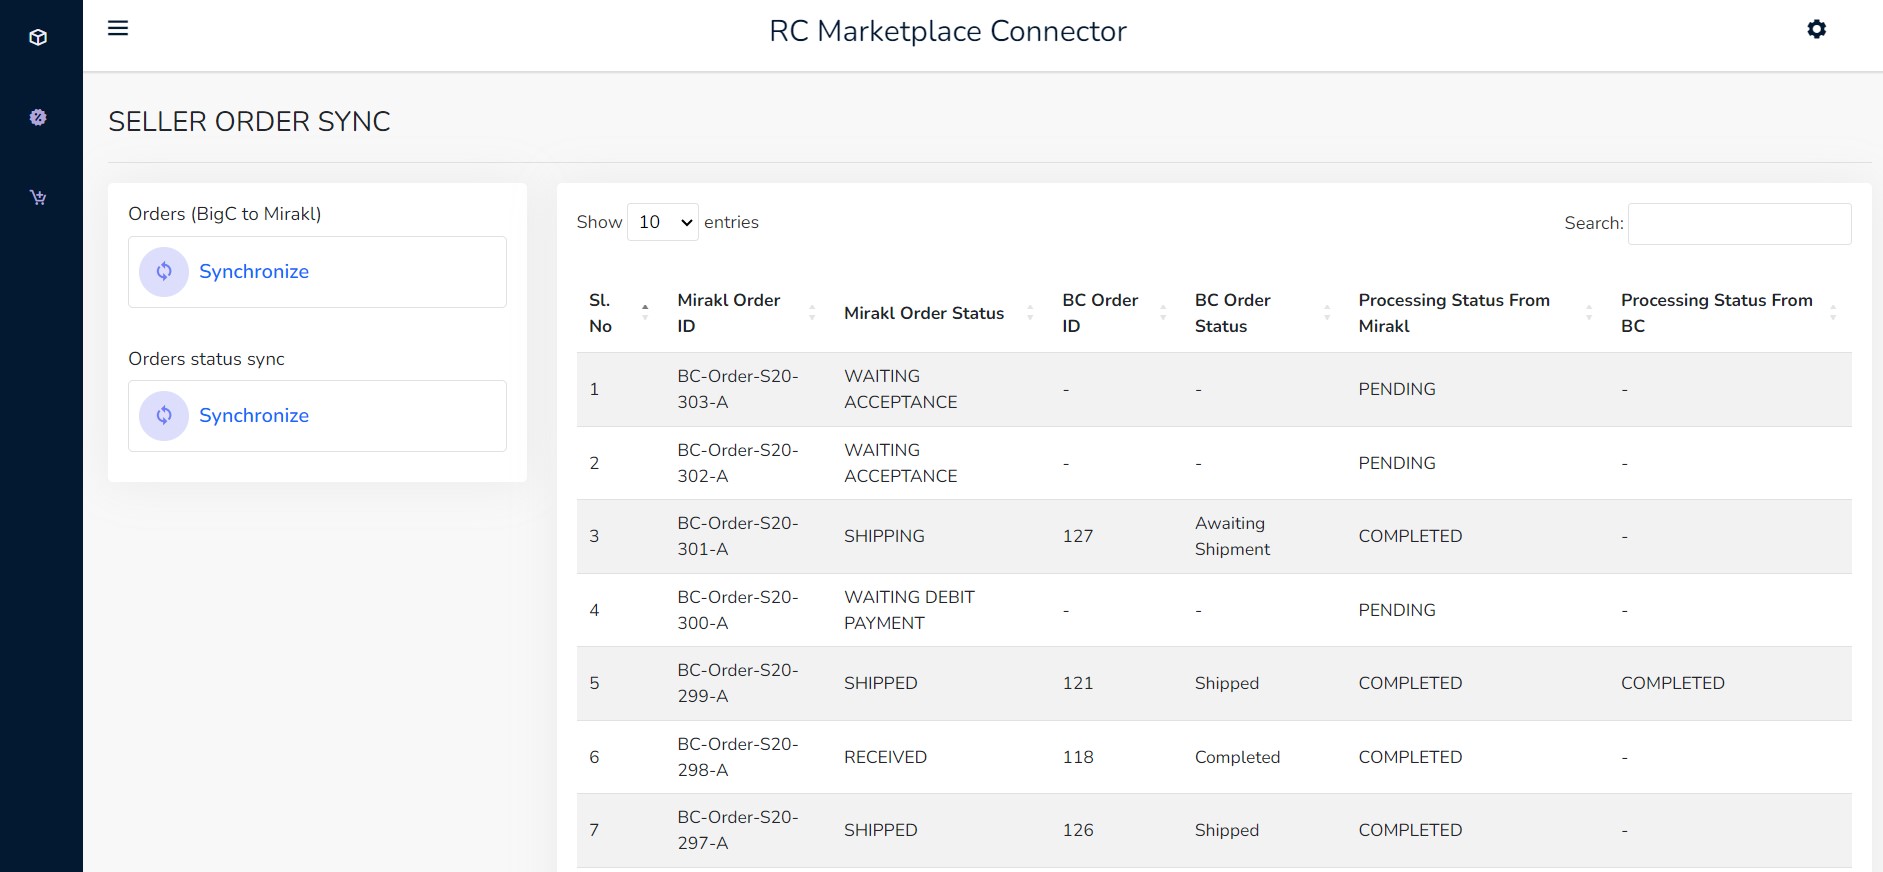 RC Marketplace Connector
SELLER ORDER SYNC
Orders (BigC to Mirakl)
Synchronize
Orders status sync
Synchronize
Show 10 entries
Search:
Sl. No
Mirakl Order ID
Mirakl Order Status
BC Order ID
BC Order Status
Processing Status From Mirakl
Processing Status From BC
1 BC-Order-S20-303-A WAITING ACCEPTANCE - - PENDING -
2 BC-Order-S20-302-A WAITING ACCEPTANCE - - PENDING -
3 BC-Order-S20-301-A SHIPPING 127 Awaiting Shipment COMPLETED -
4 BC-Order-S20-300-A WAITING DEBIT PAYMENT - - PENDING -
5 BC-Order-S20-299-A SHIPPED 121 Shipped COMPLETED COMPLETED
6 BC-Order-S20-298-A RECEIVED 118 Completed COMPLETED -
7 BC-Order-S20-297-A SHIPPED 126 Shipped COMPLETED -